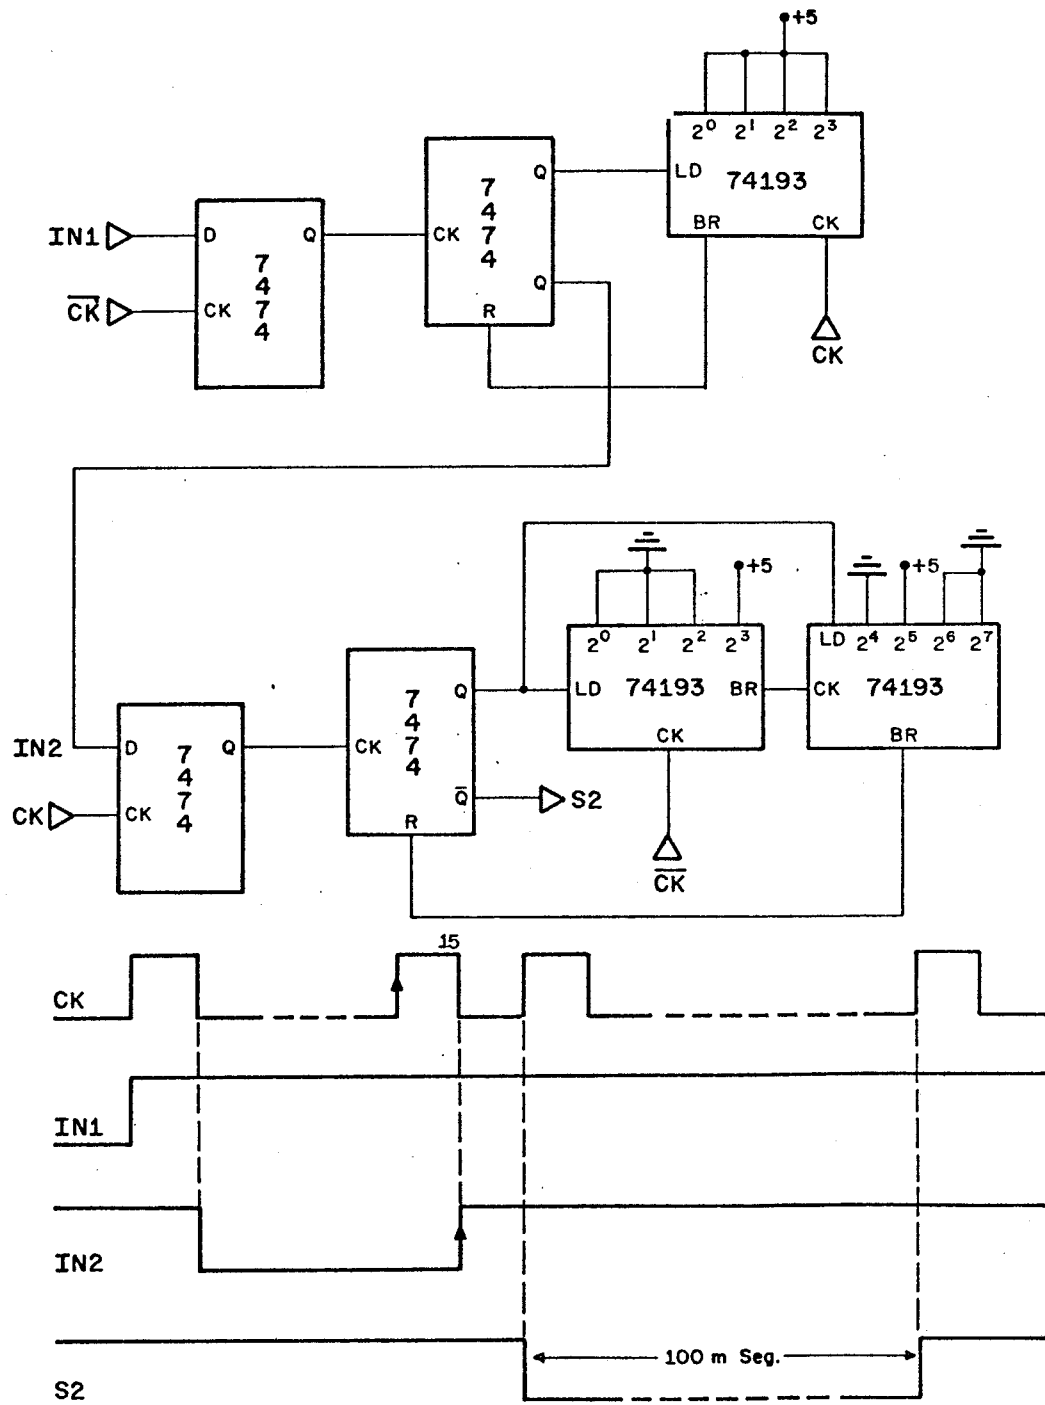 +5
2⁰ 2¹ 2² 2³
LD 74193
BR CK
CK
IN1 D Q
CK̅ CK
7474
CK Q
7474
Q
R
+5 +5
2⁰ 2¹ 2² 2³
LD 2⁴ 2⁵ 2⁶ 2⁷
LD 74193 BR
CK 74193
CK
BR
CK̅
IN2 D Q
CK CK
7474
CK Q
7474
Q̅ S2
R
15
CK
IN1
IN2
100 m Seg.
S2